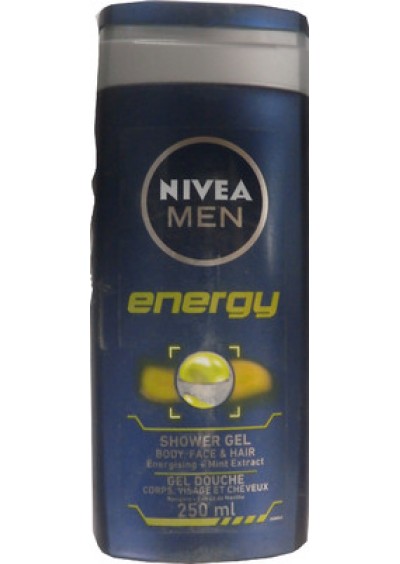 NIVEA
MEN
energy
SHOWER GEL
BODY, FACE & HAIR
Energising + Mint Extract
GEL DOUCHE
CORPS, VISAGE ET CHEVEUX
250 ml